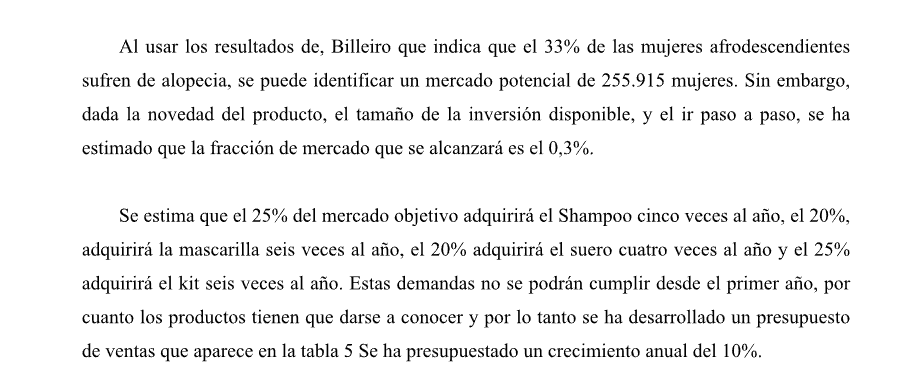 Al usar los resultados de, Billeiro que indica que el 33% de las mujeres afrodescendientes
sufren de alopecia, se puede identificar un mercado potencial de 255.915 mujeres. Sin embargo,
dada la novedad del producto, el tamaño de la inversión disponible, y el ir paso a paso, se ha
estimado que la fracción de mercado que se alcanzará es el 0,3%.
Se estima que el 25% del mercado objetivo adquirirá el Shampoo cinco veces al año, el 20%,
adquirirá la mascarilla seis veces al año, el 20% adquirirá el suero cuatro veces al año y el 25%
adquirirá el kit seis veces al año. Estas demandas no se podrán cumplir desde el primer año, por
cuanto los productos tienen que darse a conocer y por lo tanto se ha desarrollado un presupuesto
de ventas que aparece en la tabla 5 Se ha presupuestado un crecimiento anual del 10%.